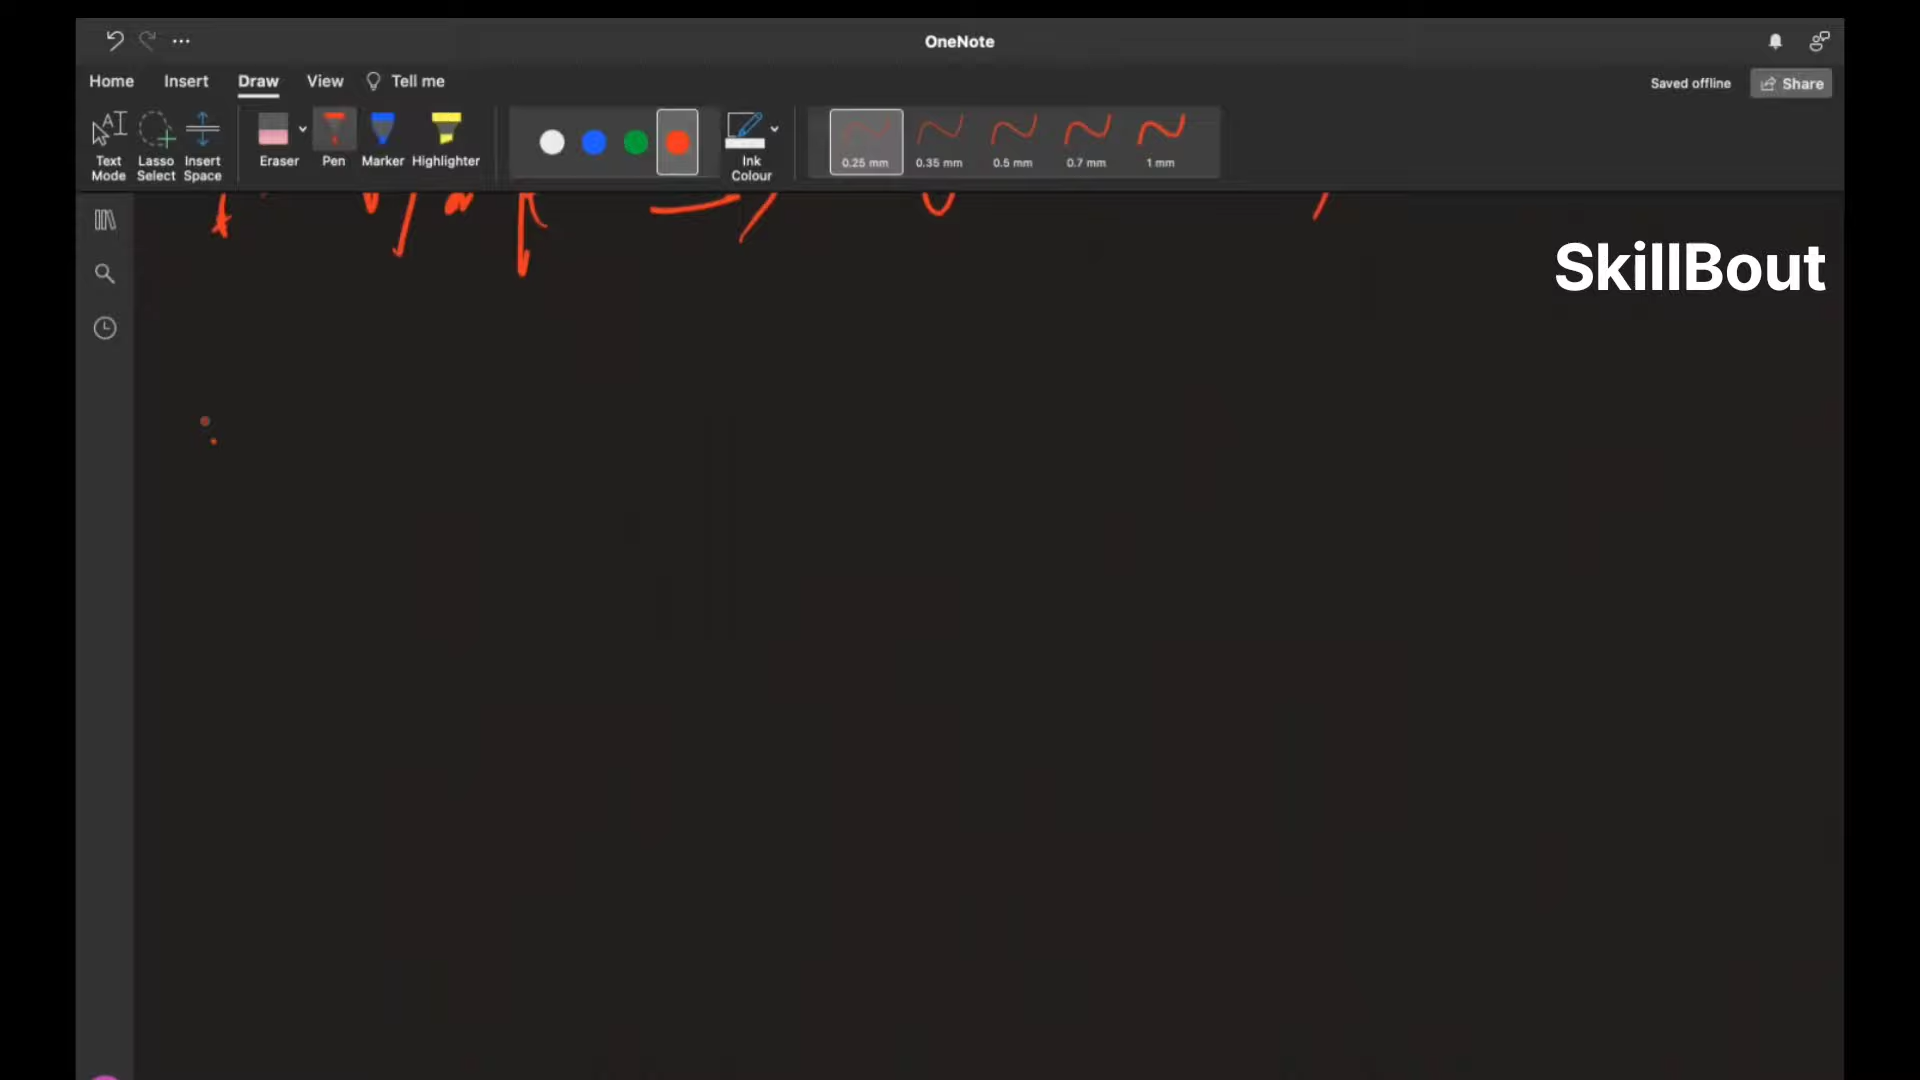 OneNote
Home Insert Draw View Tell me
Saved offline Share
Text Mode
Lasso Select
Insert Space
Eraser
Pen
Marker
Highlighter
Ink Colour
0.25 mm
0.35 mm
0.5 mm
0.7 mm
1 mm
SkillBout